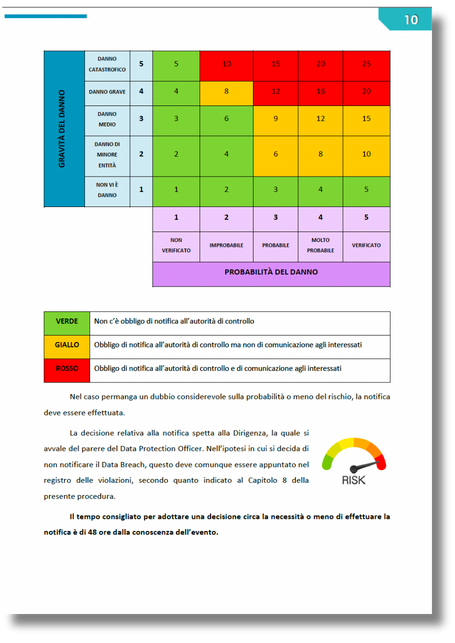 10
GRAVITÀ DEL DANNO
DANNO
CATASTROFICO 5 5 10 15 20 25
DANNO GRAVE 4 4 8 12 16 20
DANNO
MEDIO 3 3 6 9 12 15
DANNO DI
MINORE
ENTITÀ 2 2 4 6 8 10
NON VI È
DANNO 1 1 2 3 4 5
1 2 3 4 5
NON
VERIFICATO IMPROBABILE PROBABILE MOLTO
PROBABILE VERIFICATO
PROBABILITÀ DEL DANNO
VERDE Non c'è obbligo di notifica all'autorità di controllo
GIALLO Obbligo di notifica all'autorità di controllo ma non di comunicazione agli interessati
ROSSO Obbligo di notifica all'autorità di controllo e di comunicazione agli interessati
Nel caso permanga un dubbio considerevole sulla probabilità o meno del rischio, la notifica
deve essere effettuata.
La decisione relativa alla notifica spetta alla Dirigenza, la quale si
avvale del parere del Data Protection Officer. Nell'ipotesi in cui si decida di
non notificare il Data Breach, questo deve comunque essere appuntato nel
registro delle violazioni, secondo quanto indicato al Capitolo 8 della
presente procedura.
RISK
Il tempo consigliato per adottare una decisione circa la necessità o meno di effettuare la
notifica è di 48 ore dalla conoscenza dell'evento.